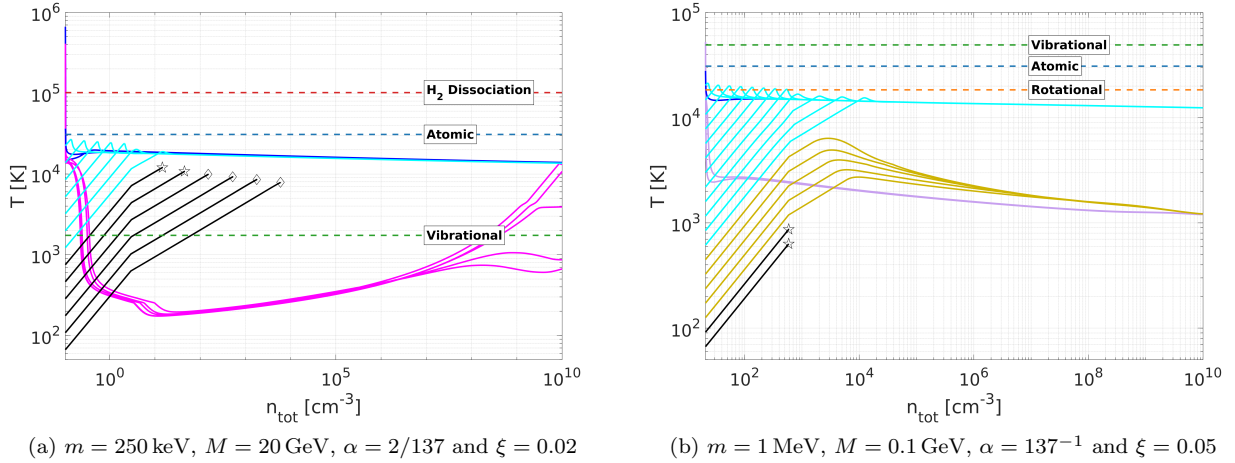 10^6
10^5
10^4
10^3
10^2
T [K]
H_2 Dissociation
Atomic
Vibrational
10^0
10^5
10^10
n_tot [cm^-3]
(a) m = 250 keV, M = 20 GeV, α = 2/137 and ξ = 0.02
10^5
10^4
10^3
10^2
T [K]
Vibrational
Atomic
Rotational
10^2
10^4
10^6
10^8
10^10
n_tot [cm^-3]
(b) m = 1 MeV, M = 0.1 GeV, α = 137^−1 and ξ = 0.05